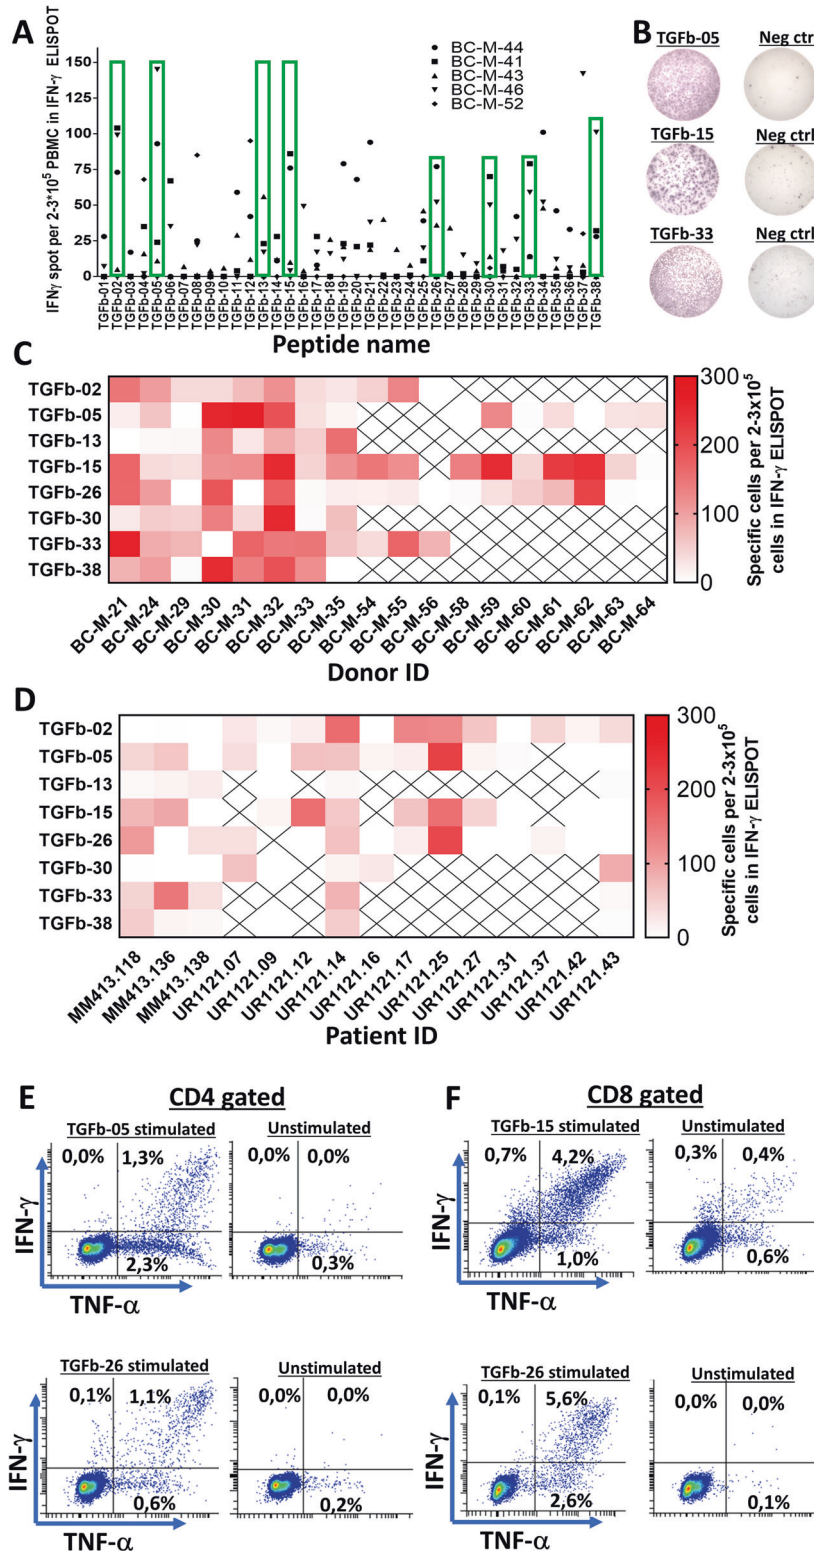 A
IFNγ spot per 2-3*10⁵ PBMC in IFN-γ ELISPOT
150
125
100
75
50
25
0
BC-M-44
BC-M-41
BC-M-43
BC-M-46
BC-M-52
TGFb-01
TGFb-02
TGFb-03
TGFb-04
TGFb-05
TGFb-06
TGFb-07
TGFb-08
TGFb-09
TGFb-10
TGFb-11
TGFb-12
TGFb-13
TGFb-14
TGFb-15
TGFb-16
TGFb-17
TGFb-18
TGFb-19
TGFb-20
TGFb-21
TGFb-22
TGFb-23
TGFb-24
TGFb-25
TGFb-26
TGFb-27
TGFb-28
TGFb-29
TGFb-30
TGFb-31
TGFb-32
TGFb-33
TGFb-34
TGFb-35
TGFb-36
TGFb-37
TGFb-38
Peptide name
B
TGFb-05 Neg ctrl
TGFb-15 Neg ctrl
TGFb-33 Neg ctrl
C
TGFb-02
TGFb-05
TGFb-13
TGFb-15
TGFb-26
TGFb-30
TGFb-33
TGFb-38
BC-M-21
BC-M-24
BC-M-29
BC-M-30
BC-M-31
BC-M-32
BC-M-33
BC-M-35
BC-M-54
BC-M-55
BC-M-56
BC-M-58
BC-M-59
BC-M-60
BC-M-61
BC-M-62
BC-M-63
BC-M-64
Donor ID
300
200
100
0
Specific cells per 2-3x10⁵
cells in IFN-γ ELISPOT
D
TGFb-02
TGFb-05
TGFb-13
TGFb-15
TGFb-26
TGFb-30
TGFb-33
TGFb-38
MM413.118
MM413.136
MM413.138
UR1121.07
UR1121.09
UR1121.12
UR1121.14
UR1121.16
UR1121.17
UR1121.25
UR1121.27
UR1121.31
UR1121.37
UR1121.42
UR1121.43
Patient ID
300
200
100
0
Specific cells per 2-3x10⁵
cells in IFN-γ ELISPOT
E
CD4 gated
TGFb-05 stimulated Unstimulated
0,0% 1,3% 0,0% 0,0%
2,3% 0,3%
IFN-γ
TNF-α
TGFb-26 stimulated Unstimulated
0,1% 1,1% 0,0% 0,0%
0,6% 0,2%
IFN-γ
TNF-α
F
CD8 gated
TGFb-15 stimulated Unstimulated
0,7% 4,2% 0,3% 0,4%
1,0% 0,6%
IFN-γ
TNF-α
TGFb-26 stimulated Unstimulated
0,1% 5,6% 0,0% 0,0%
2,6% 0,1%
IFN-γ
TNF-α